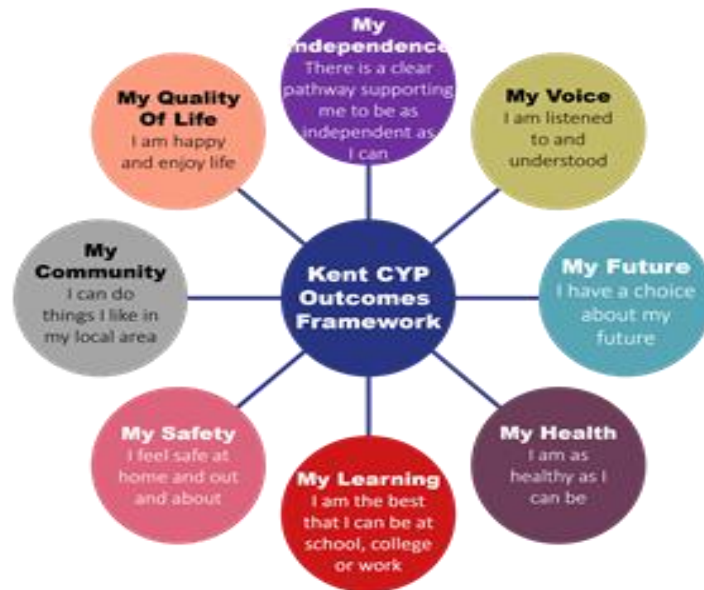 My
Independence
There is a clear
pathway supporting
me to be as
independent as
I can
My Voice
I am listened
to and
understood
My Future
I have a choice
about my
future
My Health
I am as
healthy as I
can be
My Learning
I am the best
that I can be at
school, college
or work
My Safety
I feel safe at
home and out
and about
My
Community
I can do
things I like in
my local area
My Quality
Of Life
I am happy
and enjoy life
Kent CYP
Outcomes
Framework